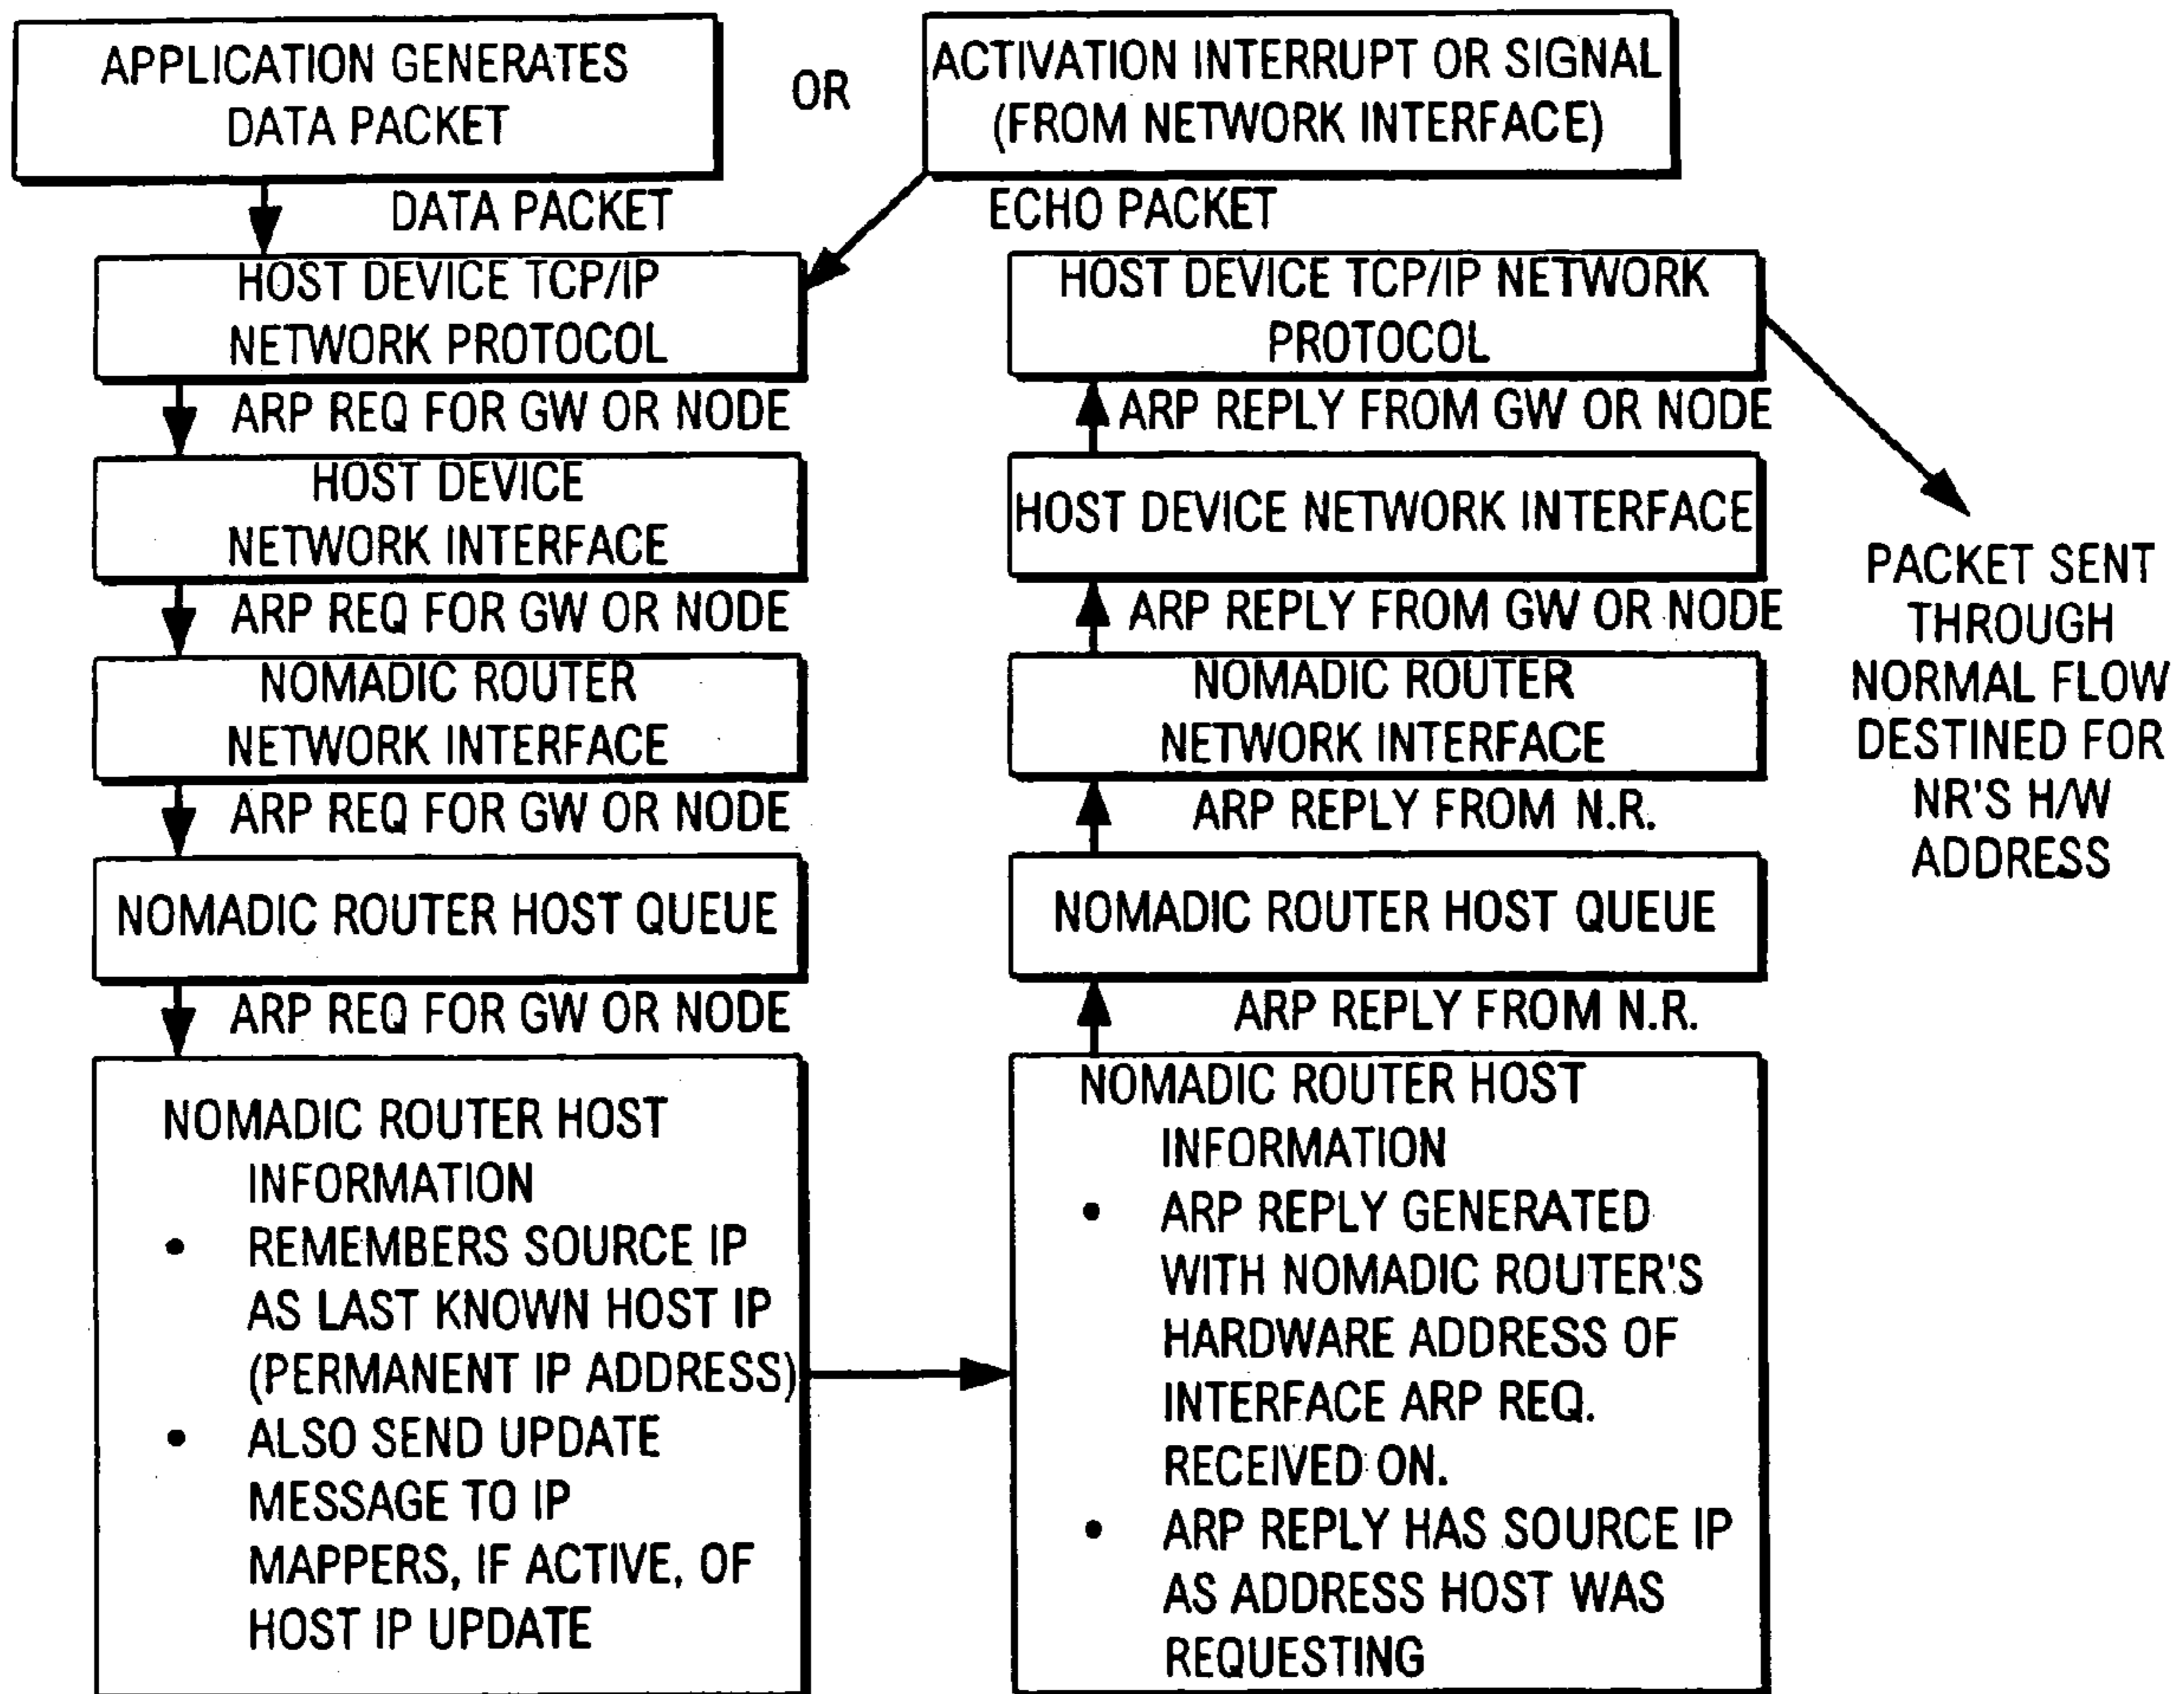 APPLICATION GENERATES
DATA PACKET
OR
ACTIVATION INTERRUPT OR SIGNAL
(FROM NETWORK INTERFACE)
DATA PACKET
ECHO PACKET
HOST DEVICE TCP/IP
NETWORK PROTOCOL
ARP REQ FOR GW OR NODE
HOST DEVICE
NETWORK INTERFACE
ARP REQ FOR GW OR NODE
NOMADIC ROUTER
NETWORK INTERFACE
ARP REQ FOR GW OR NODE
NOMADIC ROUTER HOST QUEUE
ARP REQ FOR GW OR NODE
NOMADIC ROUTER HOST
INFORMATION
• REMEMBERS SOURCE IP
AS LAST KNOWN HOST IP
(PERMANENT IP ADDRESS)
• ALSO SEND UPDATE
MESSAGE TO IP
MAPPERS, IF ACTIVE, OF
HOST IP UPDATE
HOST DEVICE TCP/IP NETWORK
PROTOCOL
ARP REPLY FROM GW OR NODE
HOST DEVICE NETWORK INTERFACE
ARP REPLY FROM GW OR NODE
NOMADIC ROUTER
NETWORK INTERFACE
ARP REPLY FROM N.R.
NOMADIC ROUTER HOST QUEUE
ARP REPLY FROM N.R.
NOMADIC ROUTER HOST
INFORMATION
• ARP REPLY GENERATED
WITH NOMADIC ROUTER'S
HARDWARE ADDRESS OF
INTERFACE ARP REQ.
RECEIVED ON.
• ARP REPLY HAS SOURCE IP
AS ADDRESS HOST WAS
REQUESTING
PACKET SENT
THROUGH
NORMAL FLOW
DESTINED FOR
NR'S H/W
ADDRESS